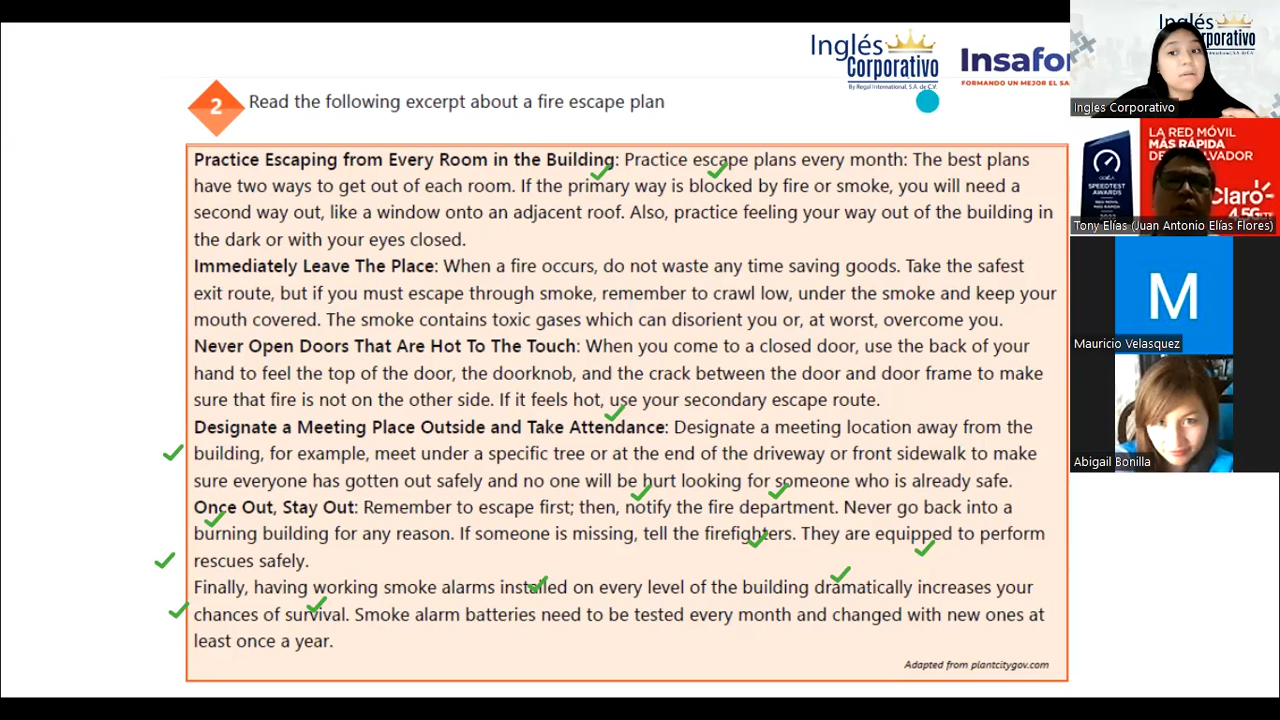 Inglés
Corporativo
By Regal International, S.A. de C.V.
Insafo
FORMANDO UN MEJOR EL SA
2
Read the following excerpt about a fire escape plan
Practice Escaping from Every Room in the Building: Practice escape plans every month: The best plans
have two ways to get out of each room. If the primary way is blocked by fire or smoke, you will need a
second way out, like a window onto an adjacent roof. Also, practice feeling your way out of the building in
the dark or with your eyes closed.
Immediately Leave The Place: When a fire occurs, do not waste any time saving goods. Take the safest
exit route, but if you must escape through smoke, remember to crawl low, under the smoke and keep your
mouth covered. The smoke contains toxic gases which can disorient you or, at worst, overcome you.
Never Open Doors That Are Hot To The Touch: When you come to a closed door, use the back of your
hand to feel the top of the door, the doorknob, and the crack between the door and door frame to make
sure that fire is not on the other side. If it feels hot, use your secondary escape route.
Designate a Meeting Place Outside and Take Attendance: Designate a meeting location away from the
building, for example, meet under a specific tree or at the end of the driveway or front sidewalk to make
sure everyone has gotten out safely and no one will be hurt looking for someone who is already safe.
Once Out, Stay Out: Remember to escape first; then, notify the fire department. Never go back into a
burning building for any reason. If someone is missing, tell the firefighters. They are equipped to perform
rescues safely.
Finally, having working smoke alarms installed on every level of the building dramatically increases your
chances of survival. Smoke alarm batteries need to be tested every month and changed with new ones at
least once a year.
Adapted from plantcitygov.com
Inglés
Corporativo
Ingles Corporativo
LA RED MÓVIL
MÁS RÁPIDA
DE SALVADOR
SPEEDTEST
AWARDS
Claro
4.5G LTE
Tony Elías (Juan Antonio Elías Flores)
M
Mauricio Velasquez
Abigail Bonilla